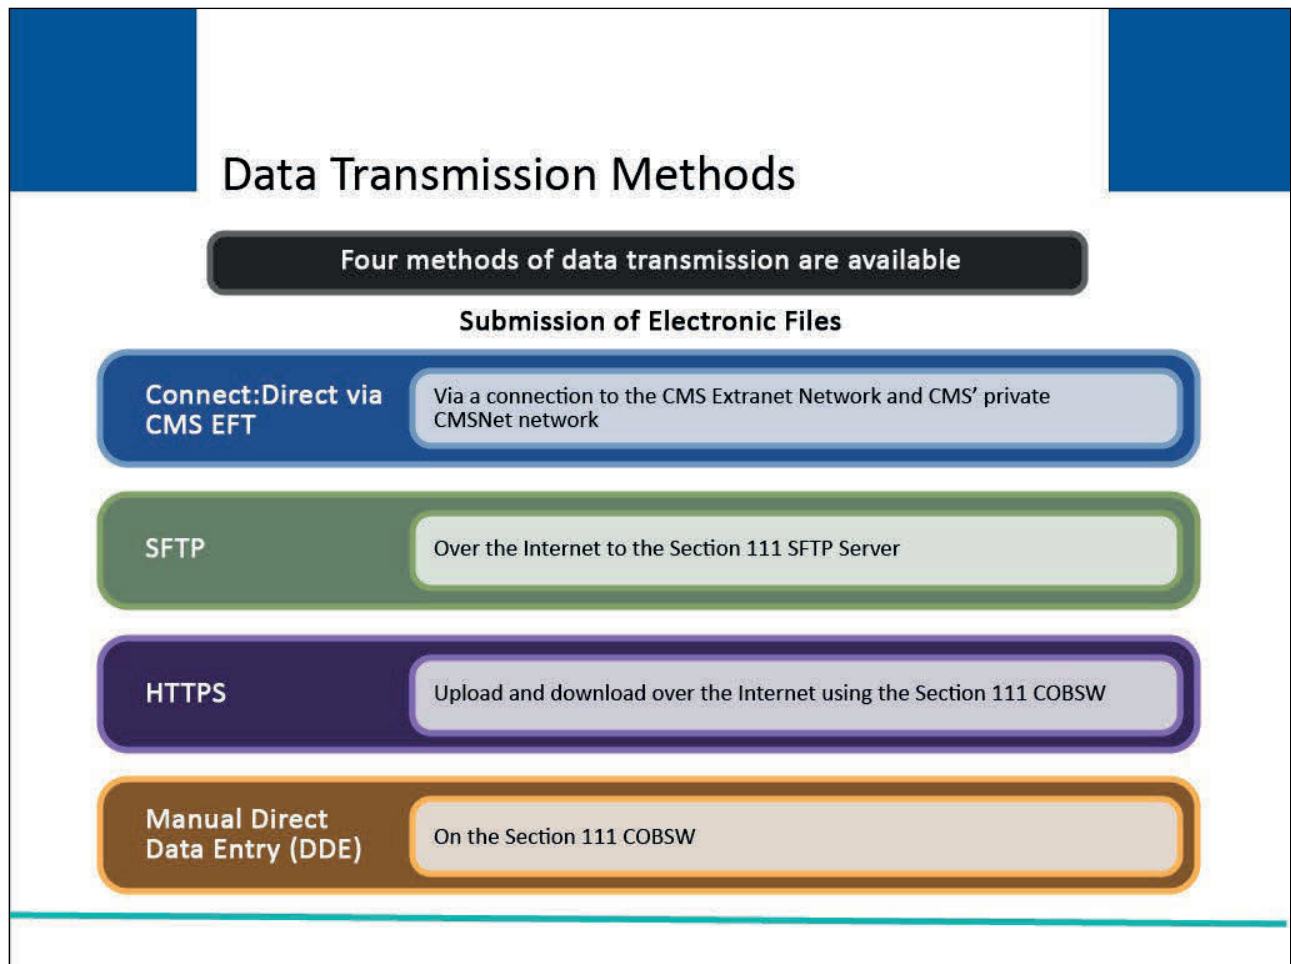 Data Transmission Methods
Four methods of data transmission are available
Submission of Electronic Files
Connect:Direct via
CMS EFT
Via a connection to the CMS Extranet Network and CMS’ private
CMSNet network
SFTP
Over the Internet to the Section 111 SFTP Server
HTTPS
Upload and download over the Internet using the Section 111 COBSW
Manual Direct
Data Entry (DDE)
On the Section 111 COBSW